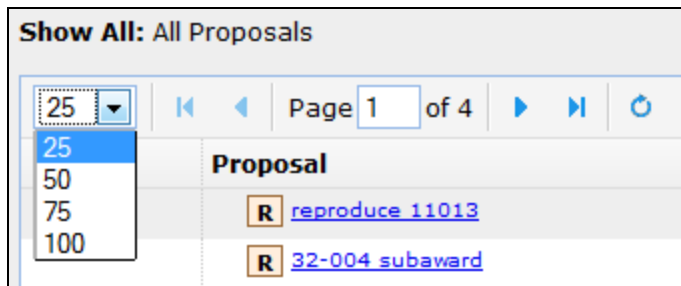 Show All: All Proposals
25 Page 1 of 4
25
50
75
100
Proposal
R reproduce 11013
R 32-004 subaward